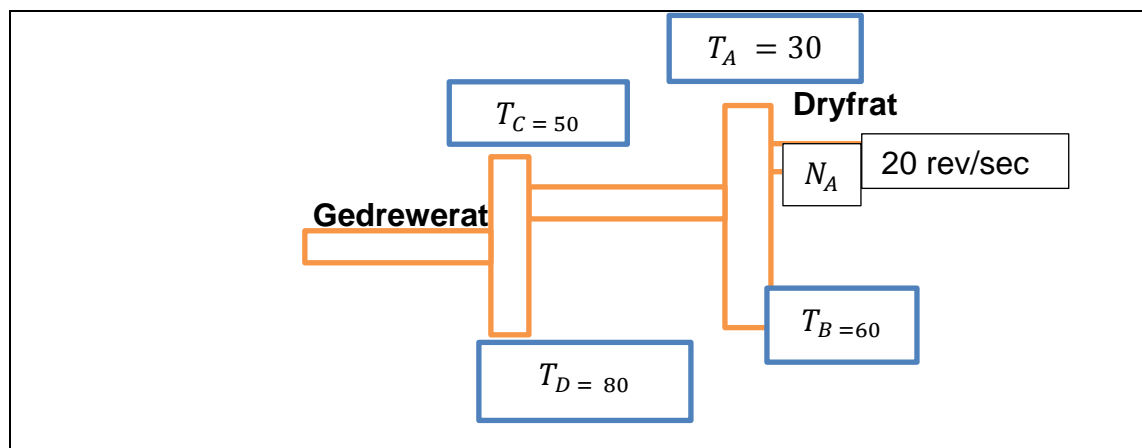 T_A = 30
Dryfrat
T_C = 50
N_A
20 rev/sec
Gedrewerat
T_B =60
T_D = 80